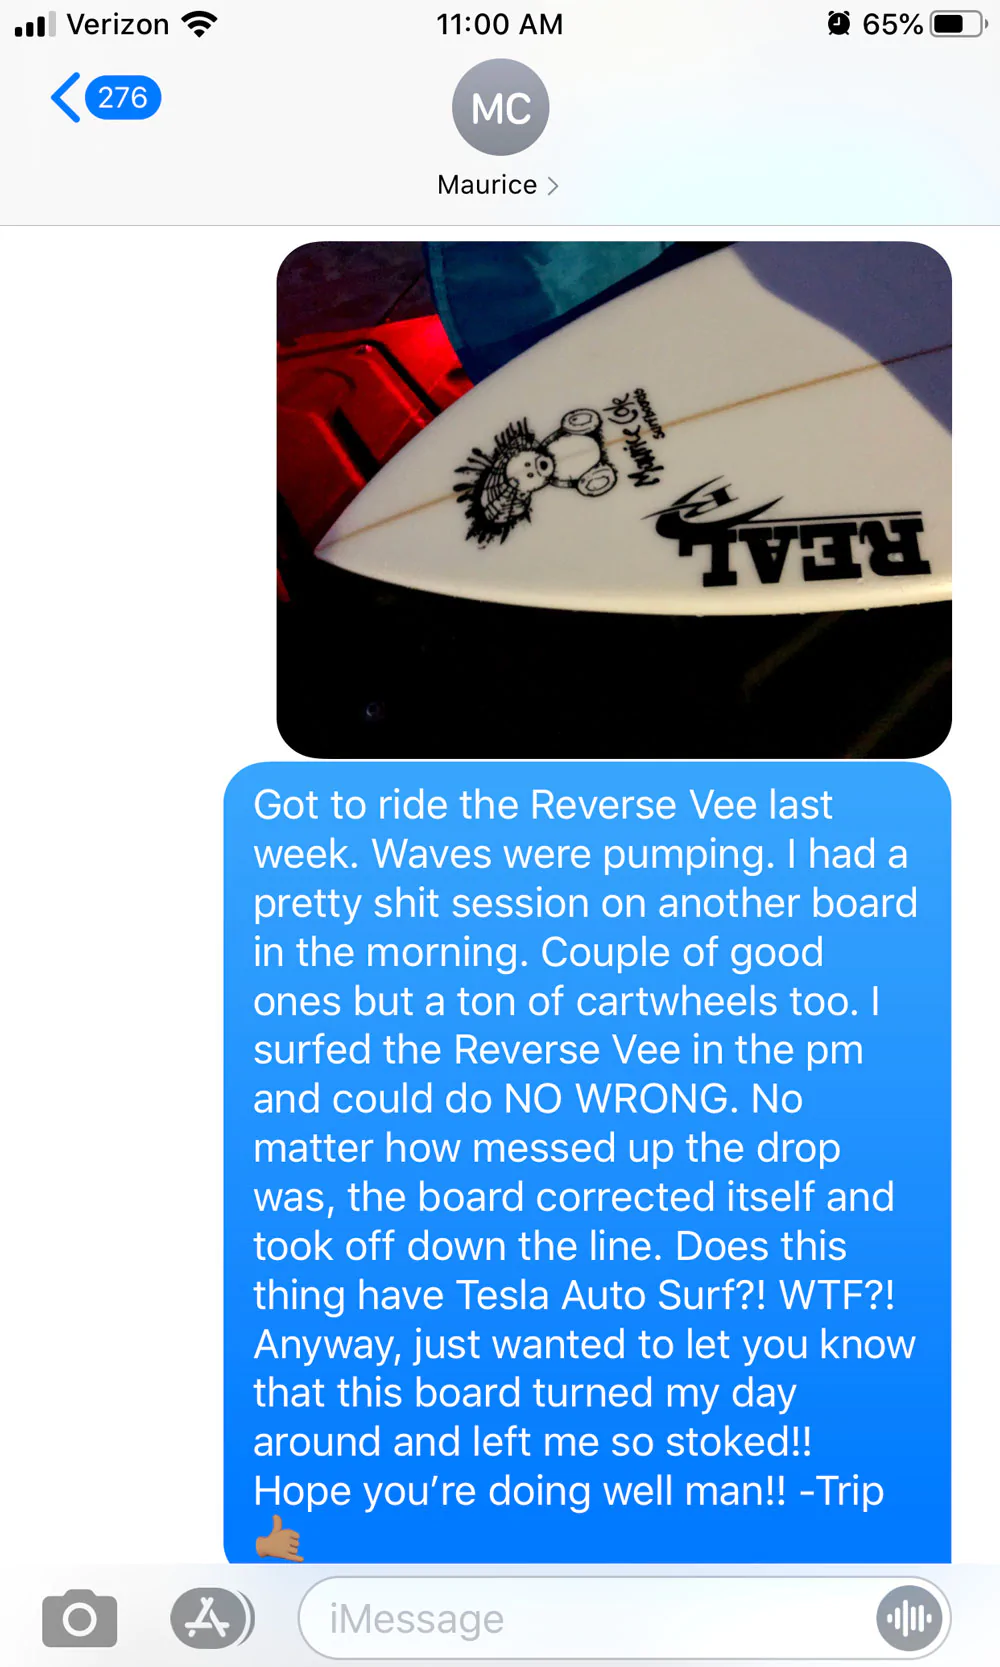 Verizon
11:00 AM
65%
276
MC
Maurice
Maurice Cole
SURFBOARDS
REAL
Got to ride the Reverse Vee last
week. Waves were pumping. I had a
pretty shit session on another board
in the morning. Couple of good
ones but a ton of cartwheels too. I
surfed the Reverse Vee in the pm
and could do NO WRONG. No
matter how messed up the drop
was, the board corrected itself and
took off down the line. Does this
thing have Tesla Auto Surf?! WTF?!
Anyway, just wanted to let you know
that this board turned my day
around and left me so stoked!!
Hope you’re doing well man!! -Trip
🤙🏽
iMessage